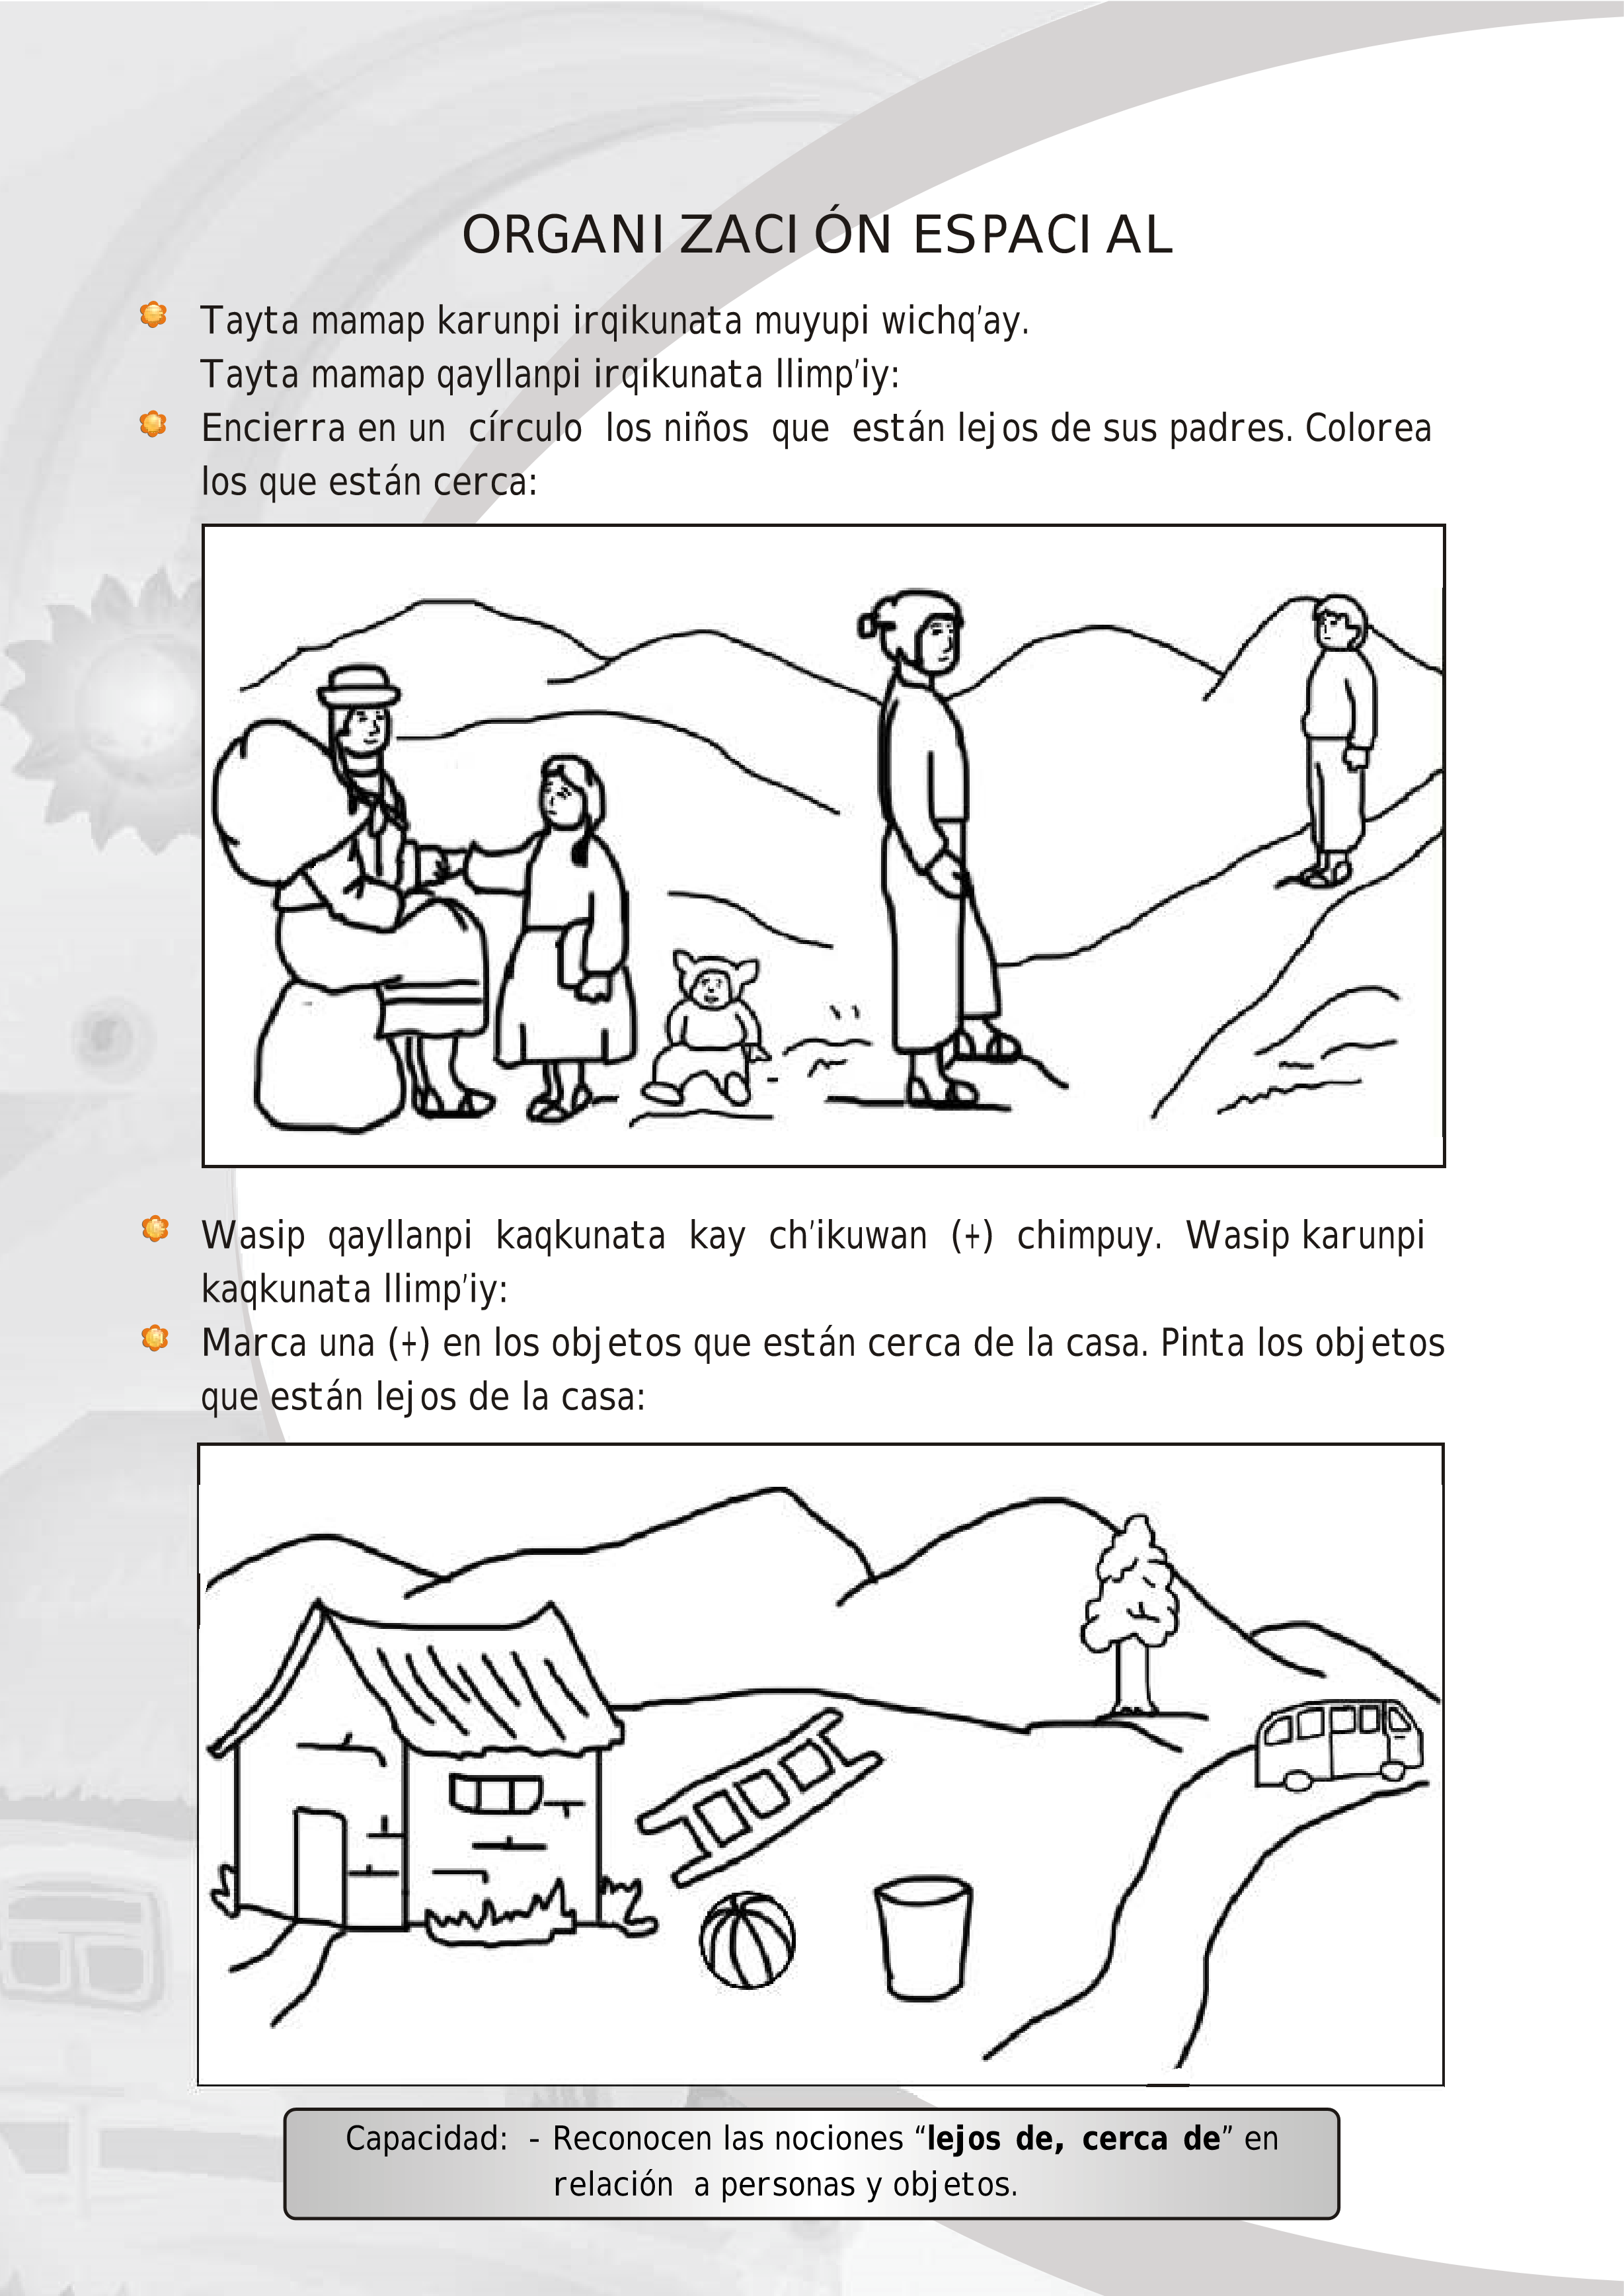 ORGANIZACIÓN ESPACIAL
Tayta mamap karunpi irqikunata muyupi wichq’ay.
Tayta mamap qayllanpi irqikunata llimp’iy:
Encierra en un círculo los niños que están lejos de sus padres. Colorea
los que están cerca:
Wasip qayllanpi kaqkunata kay ch’ikuwan (+) chimpuy. Wasip karunpi
kaqkunata llimp’iy:
Marca una (+) en los objetos que están cerca de la casa. Pinta los objetos
que están lejos de la casa:
Capacidad: - Reconocen las nociones “lejos de, cerca de” en
relación a personas y objetos.